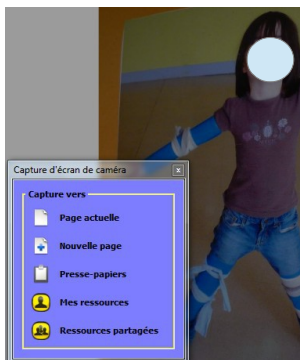 Capture d'écran de caméra
x
Capture vers
Page actuelle
Nouvelle page
Presse-papiers
Mes ressources
Ressources partagées